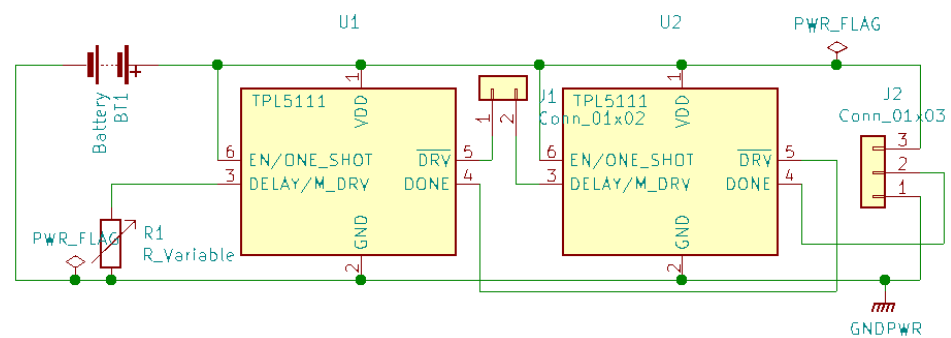 U1
U2
PWR_FLAG
Battery
BT1
+
TPL5111
VDD
1
6
EN/ONE_SHOT
3
DELAY/M_DRV
DRV
5
DONE
4
GND
2
J1
Conn_01x02
1
2
TPL5111
VDD
1
6
EN/ONE_SHOT
3
DELAY/M_DRV
DRV
5
DONE
4
GND
2
J2
Conn_01x03
3
2
1
PWR_FLAG
R1
R_Variable
GNDPWR